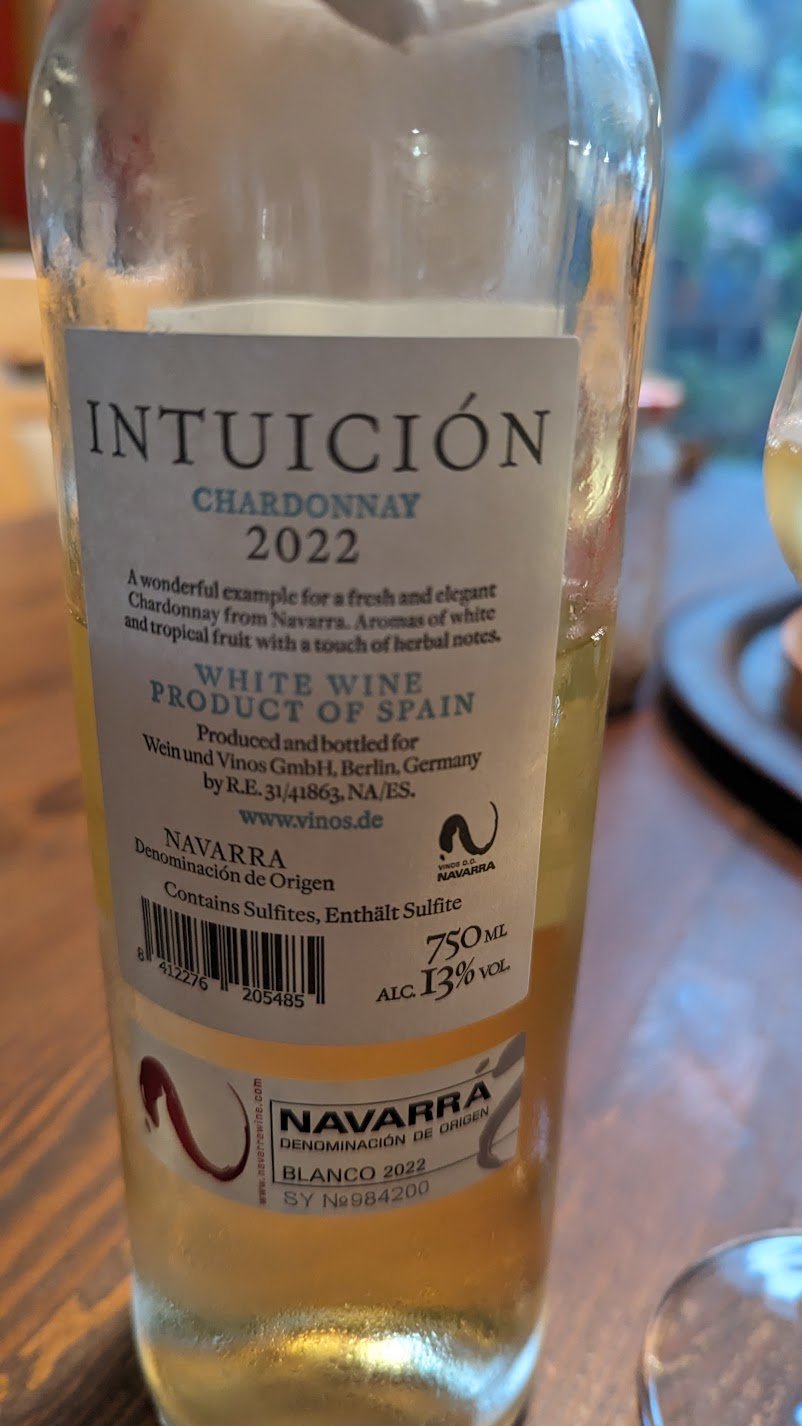 INTUICIÓN
CHARDONNAY
2022
A wonderful example for a fresh and elegant
Chardonnay from Navarra. Aromas of white
and tropical fruit with a touch of herbal notes.
WHITE WINE
PRODUCT OF SPAIN
Produced and bottled for
Wein und Vinos GmbH, Berlin, Germany
by R.E. 31/41863, NA/ES.
www.vinos.de
NAVARRA
Denominación de Origen
VINOS D.O.
NAVARRA
Contains Sulfites, Enthält Sulfite
8 412276 205485
750 ML
ALC. 13% VOL.
www.navarrawine.com
NAVARRA
DENOMINACIÓN DE ORIGEN
BLANCO 2022
SY Nº984200